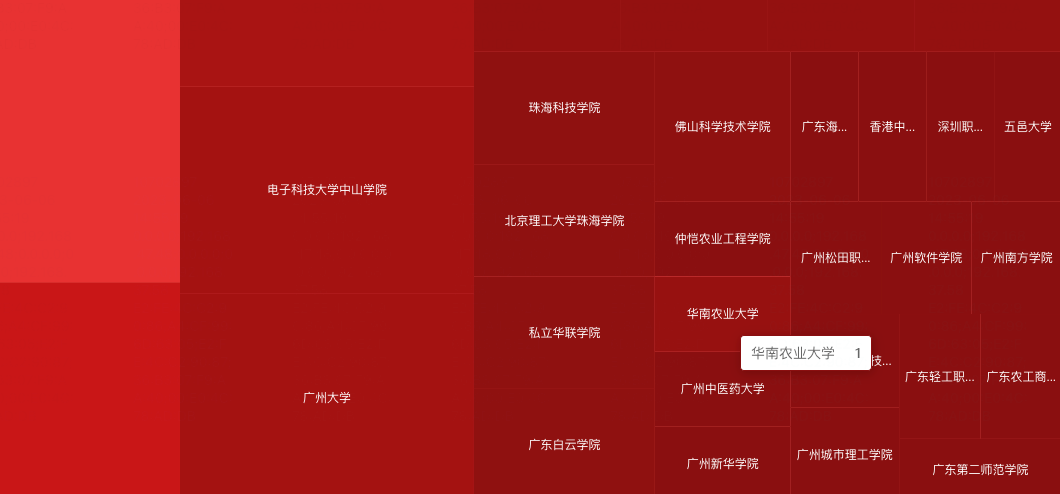 珠海科技学院
佛山科学技术学院
广东海...
香港中...
深圳职...
五邑大学
电子科技大学中山学院
北京理工大学珠海学院
仲恺农业工程学院
广州松田职...
广州软件学院
广州南方学院
华南农业大学
私立华联学院
华南农业大学 1
技...
广东轻工职...
广东农工商...
广州中医药大学
广州大学
广东白云学院
广州新华学院
广州城市理工学院
广东第二师范学院